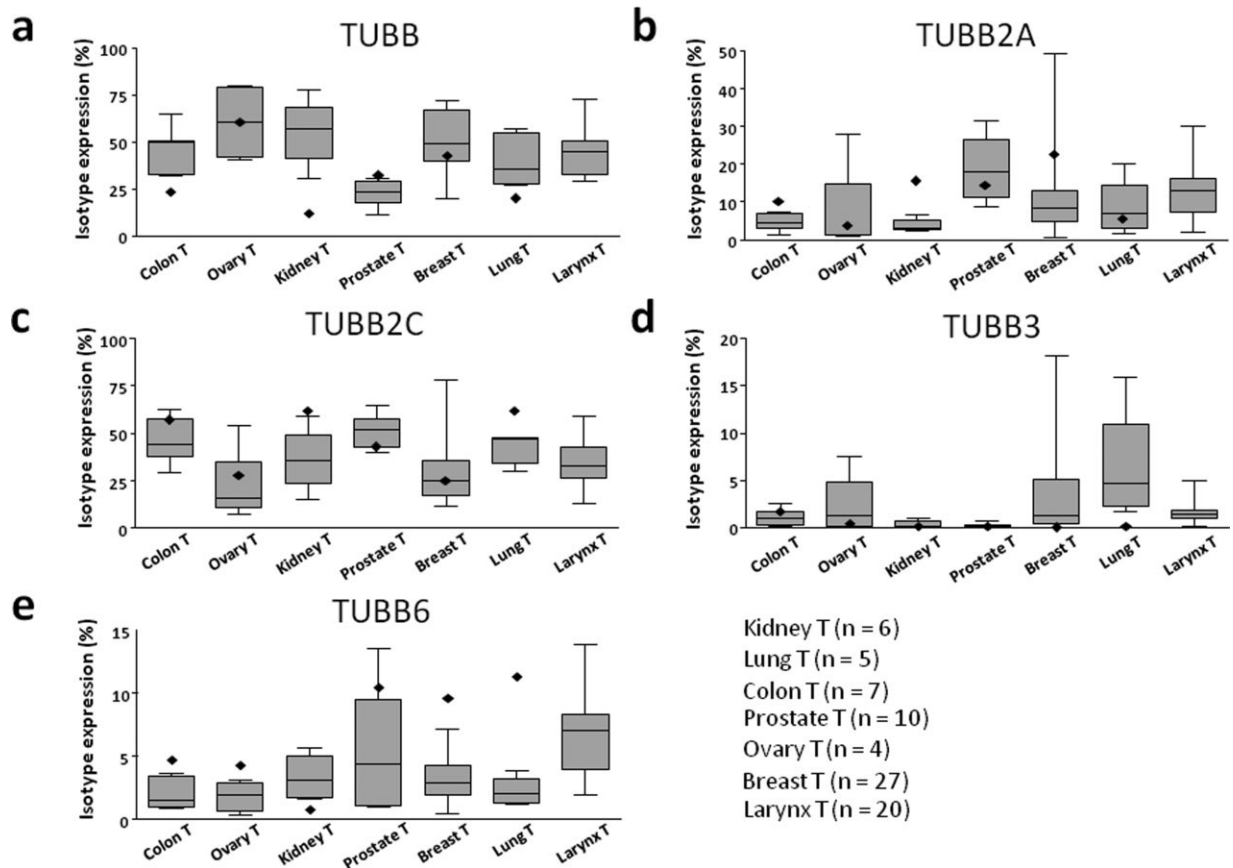 a
TUBB
Isotype expression (%)
100
75
50
25
0
Colon T
Ovary T
Kidney T
Prostate T
Breast T
Lung T
Larynx T
b
TUBB2A
Isotype expression (%)
50
40
30
20
10
0
Colon T
Ovary T
Kidney T
Prostate T
Breast T
Lung T
Larynx T
c
TUBB2C
Isotype expression (%)
100
75
50
25
0
Colon T
Ovary T
Kidney T
Prostate T
Breast T
Lung T
Larynx T
d
TUBB3
Isotype expression (%)
20
15
10
5
0
Colon T
Ovary T
Kidney T
Prostate T
Breast T
Lung T
Larynx T
e
TUBB6
Isotype expression (%)
15
10
5
0
Colon T
Ovary T
Kidney T
Prostate T
Breast T
Lung T
Larynx T
Kidney T (n = 6)
Lung T (n = 5)
Colon T (n = 7)
Prostate T (n = 10)
Ovary T (n = 4)
Breast T (n = 27)
Larynx T (n = 20)